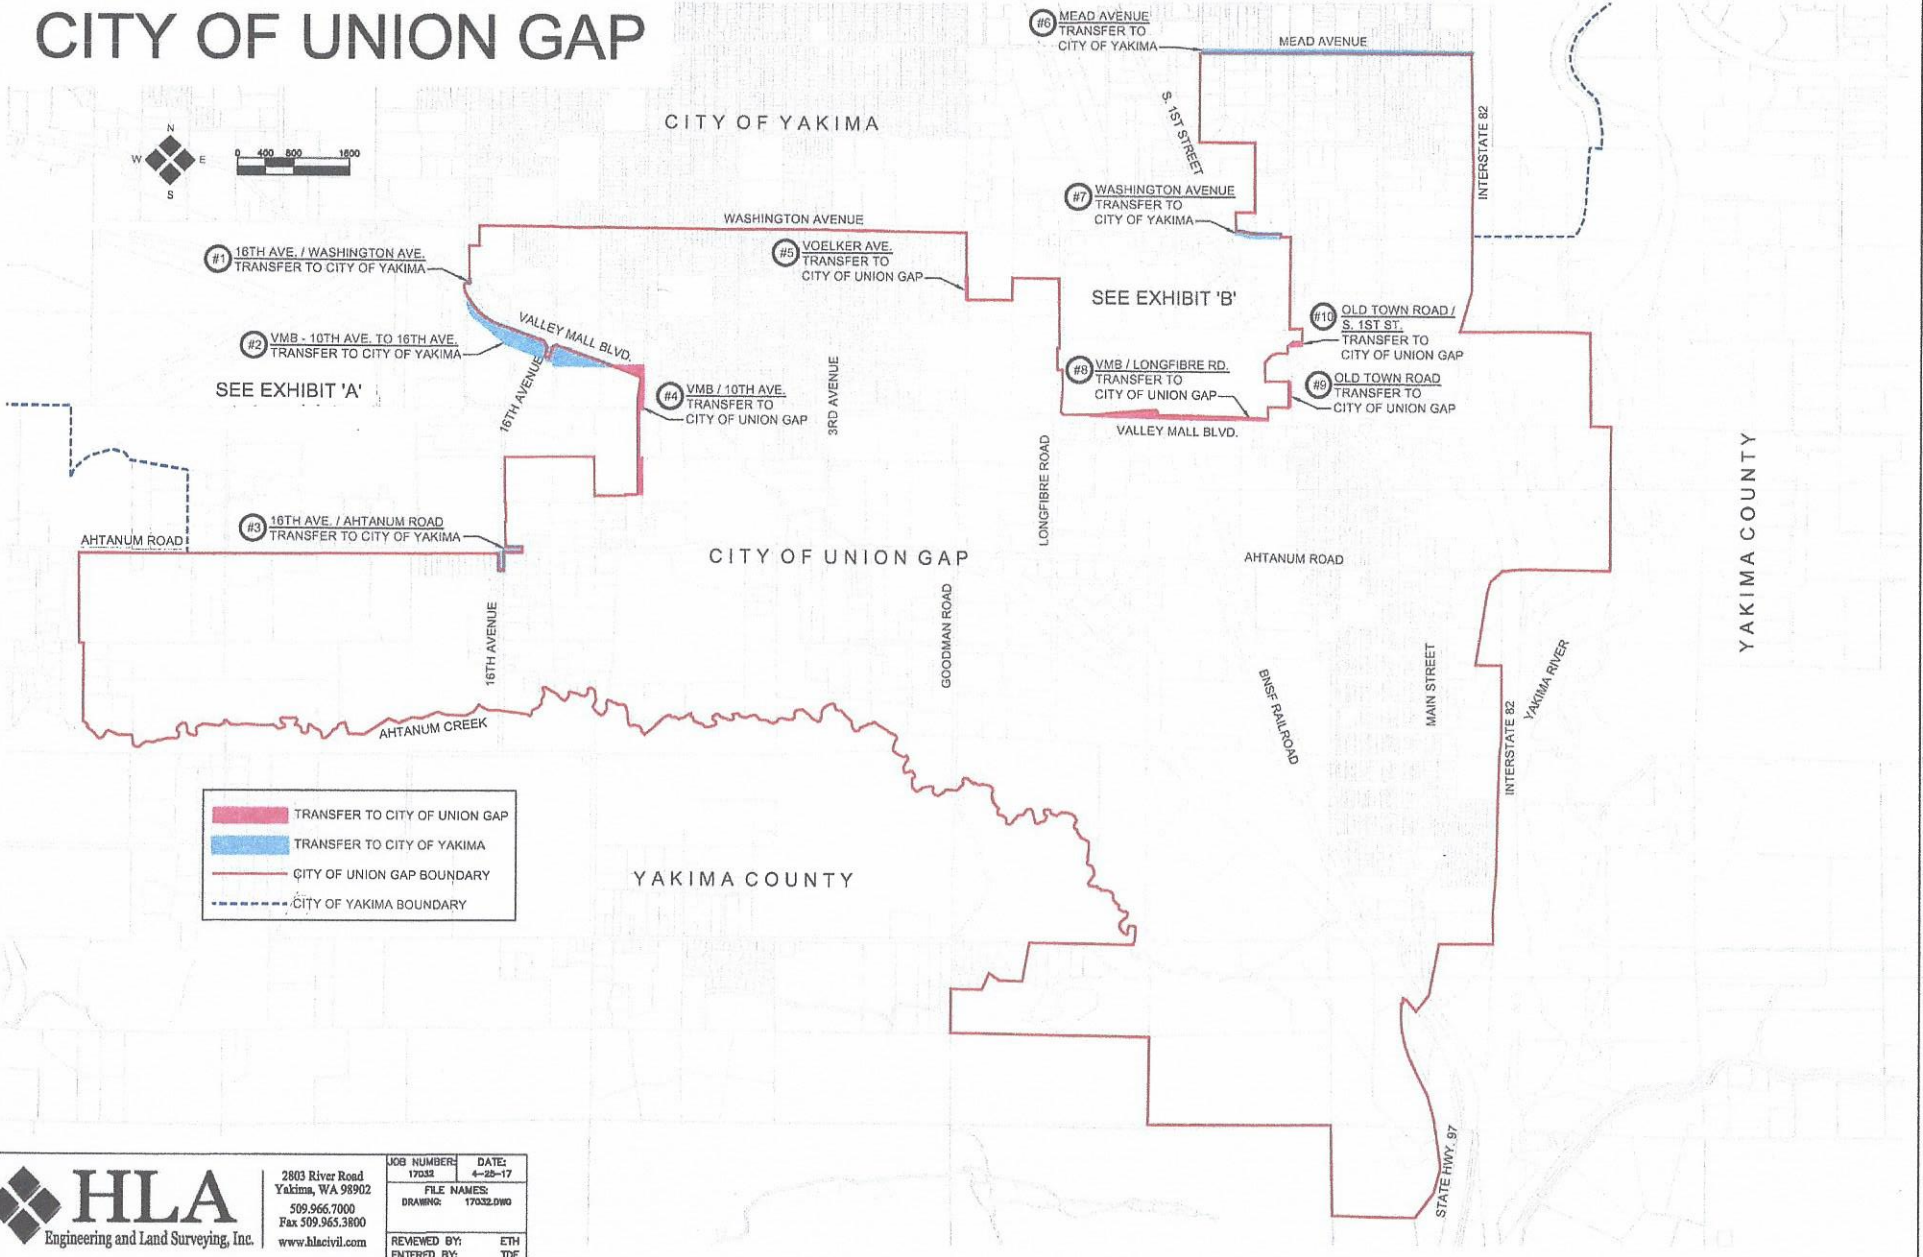 CITY OF UNION GAP
N
W E
S
0 400 800 1600
CITY OF YAKIMA
#6 MEAD AVENUE
TRANSFER TO
CITY OF YAKIMA
MEAD AVENUE
S. 1ST STREET
INTERSTATE 82
#7 WASHINGTON AVENUE
TRANSFER TO
CITY OF YAKIMA
WASHINGTON AVENUE
#1 16TH AVE. / WASHINGTON AVE.
TRANSFER TO CITY OF YAKIMA
#5 VOELKER AVE.
TRANSFER TO
CITY OF UNION GAP
SEE EXHIBIT 'B'
#10 OLD TOWN ROAD /
S. 1ST ST.
TRANSFER TO
CITY OF UNION GAP
VALLEY MALL BLVD.
#2 VMB - 10TH AVE. TO 16TH AVE.
TRANSFER TO CITY OF YAKIMA
SEE EXHIBIT 'A'
16TH AVENUE
#4 VMB / 10TH AVE.
TRANSFER TO
CITY OF UNION GAP
3RD AVENUE
#8 VMB / LONGFIBRE RD.
TRANSFER TO
CITY OF UNION GAP
#9 OLD TOWN ROAD
TRANSFER TO
CITY OF UNION GAP
VALLEY MALL BLVD.
LONGFIBRE ROAD
YAKIMA COUNTY
#3 16TH AVE. / AHTANUM ROAD
TRANSFER TO CITY OF YAKIMA
AHTANUM ROAD
CITY OF UNION GAP
AHTANUM ROAD
16TH AVENUE
GOODMAN ROAD
BNSF RAILROAD
MAIN STREET
INTERSTATE 82
YAKIMA RIVER
AHTANUM CREEK
TRANSFER TO CITY OF UNION GAP
TRANSFER TO CITY OF YAKIMA
CITY OF UNION GAP BOUNDARY
CITY OF YAKIMA BOUNDARY
YAKIMA COUNTY
STATE HWY. 97
HLA
Engineering and Land Surveying, Inc.
2803 River Road
Yakima, WA 98902
509.966.7000
Fax 509.965.3800
www.hlacivil.com
JOB NUMBER: DATE:
17032 4-25-17
FILE NAMES:
DRAWING: 17032.DWG
REVIEWED BY: ETH
ENTERED BY: TDF